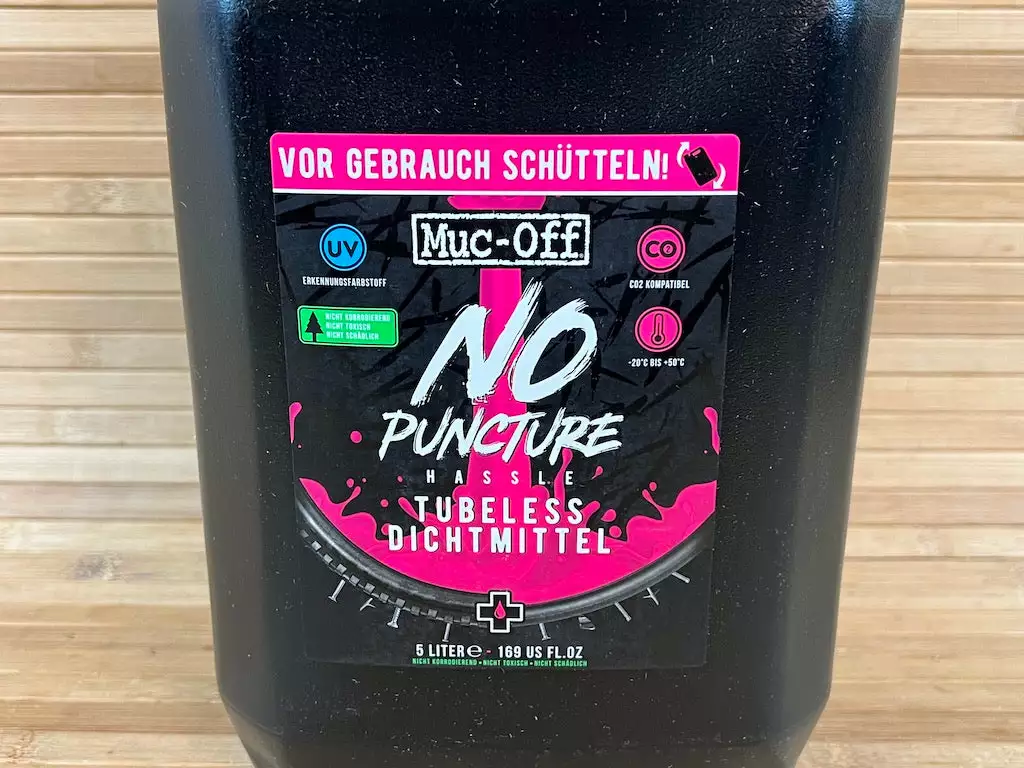 VOR GEBRAUCH SCHÜTTELN!
Muc-Off
UV
ERKENNUNGSFARBSTOFF
CO2
CO2 KOMPATIBEL
NICHT KORRODIEREND
NICHT TOXISCH
NICHT SCHÄDLICH
-20°C BIS +50°C
NO
PUNCTURE
HASSLE
TUBELESS
DICHTMITTEL
5 LITER ℮ - 169 US FL.OZ
NICHT KORRODIEREND - NICHT TOXISCH - NICHT SCHÄDLICH